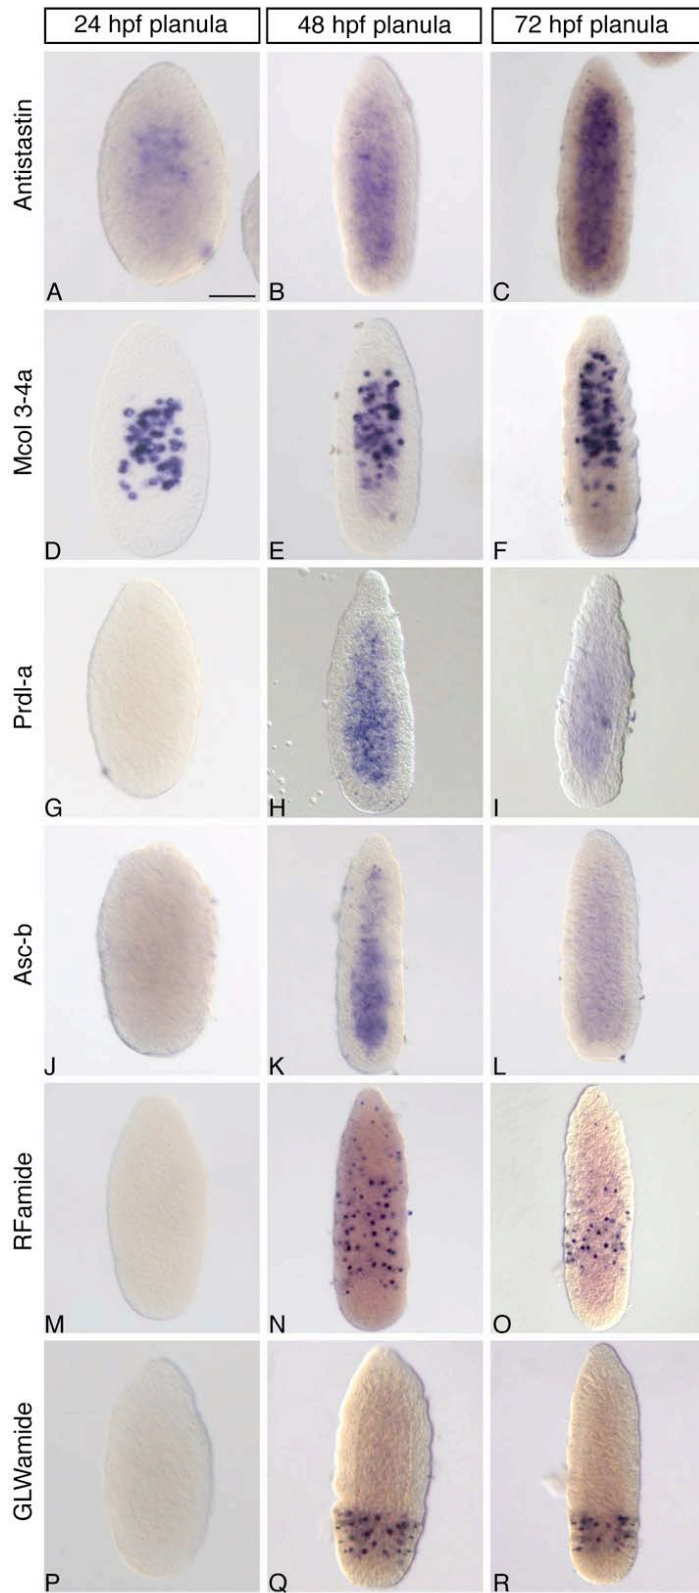 24 hpf planula 48 hpf planula 72 hpf planula
Antistastin
A B C
Mcol 3-4a
D E F
Prdl-a
G H I
Asc-b
J K L
RFamide
M N O
GLWamide
P Q R